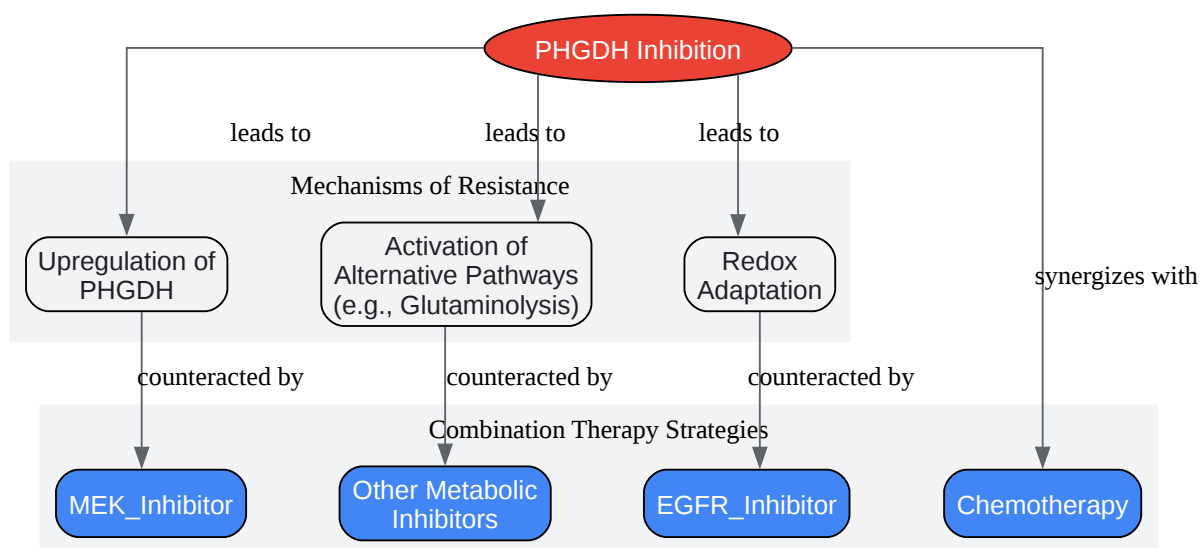 PHGDH Inhibition
leads to
leads to
leads to
Mechanisms of Resistance
Upregulation of
PHGDH
Activation of
Alternative Pathways
(e.g., Glutaminolysis)
Redox
Adaptation
synergizes with
counteracted by
counteracted by
counteracted by
Combination Therapy Strategies
MEK_Inhibitor
Other Metabolic
Inhibitors
EGFR_Inhibitor
Chemotherapy